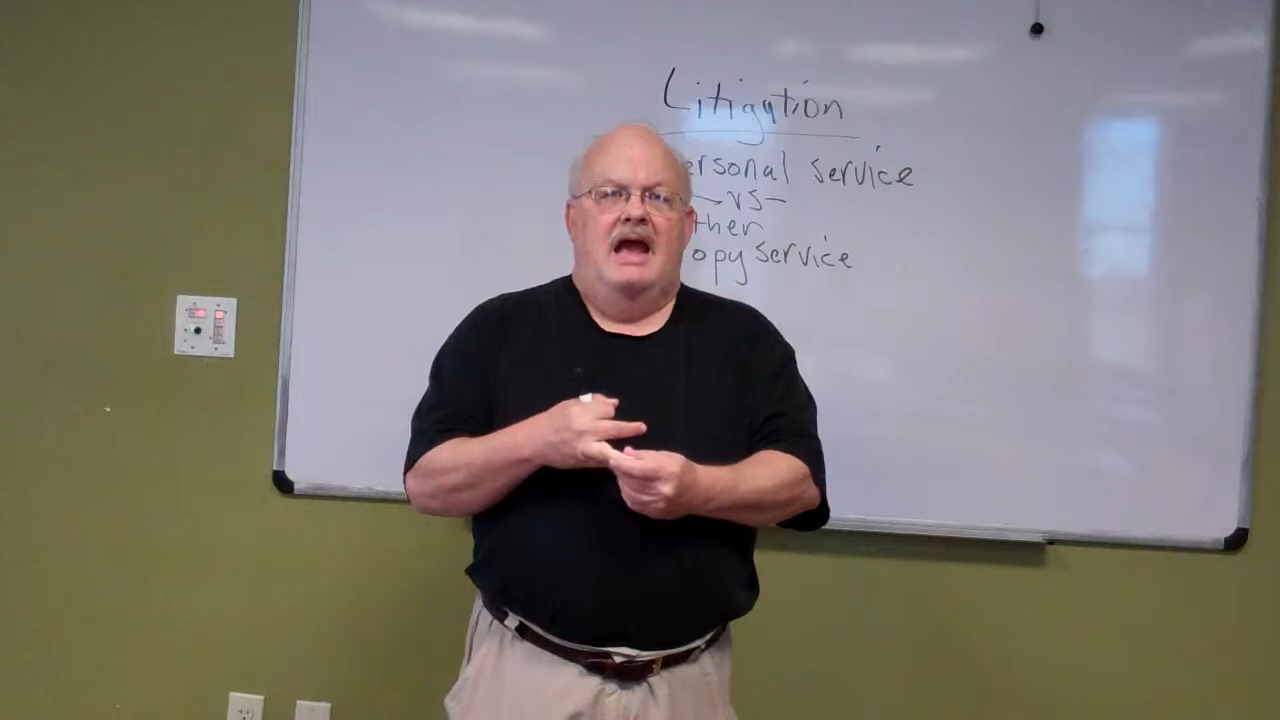 Litigation
ersonal service
-vs-
ther
opy service